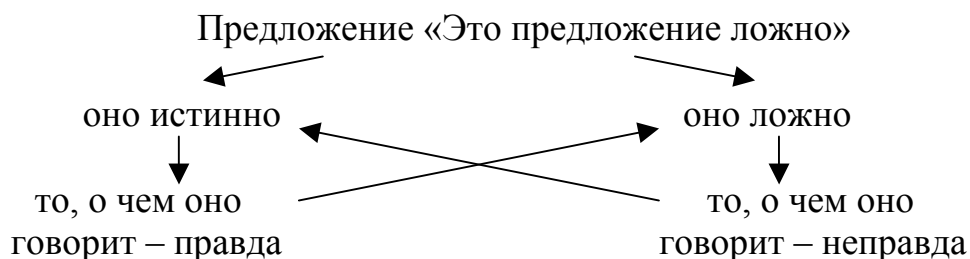 Предложение «Это предложение ложно»
оно истинно
оно ложно
то, о чем оно
говорит – правда
то, о чем оно
говорит – неправда